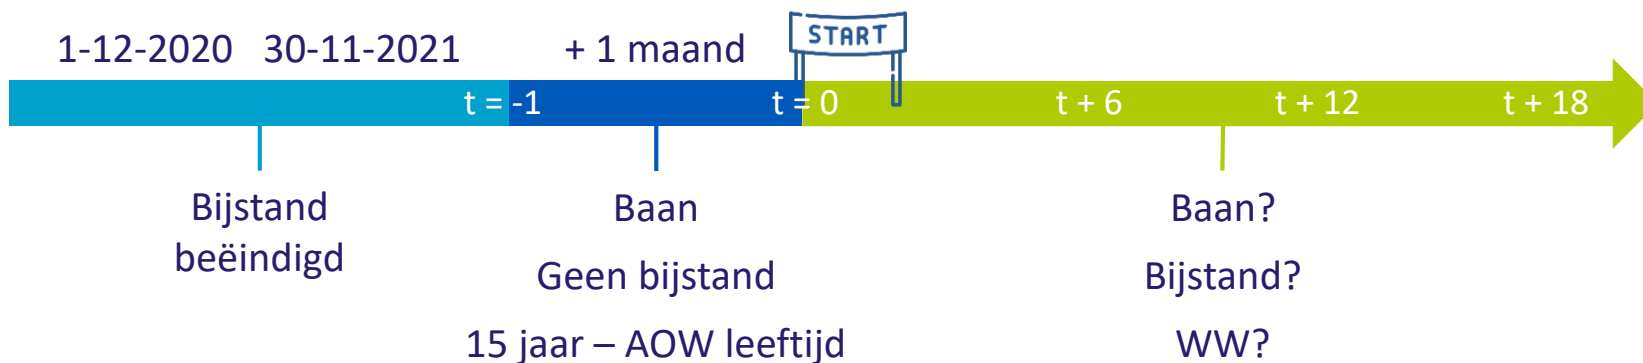 1-12-2020 30-11-2021 + 1 maand START
t = -1 t = 0 t + 6 t + 12 t + 18
Bijstand
beëindigd
Baan
Geen bijstand
15 jaar – AOW leeftijd
Baan?
Bijstand?
WW?